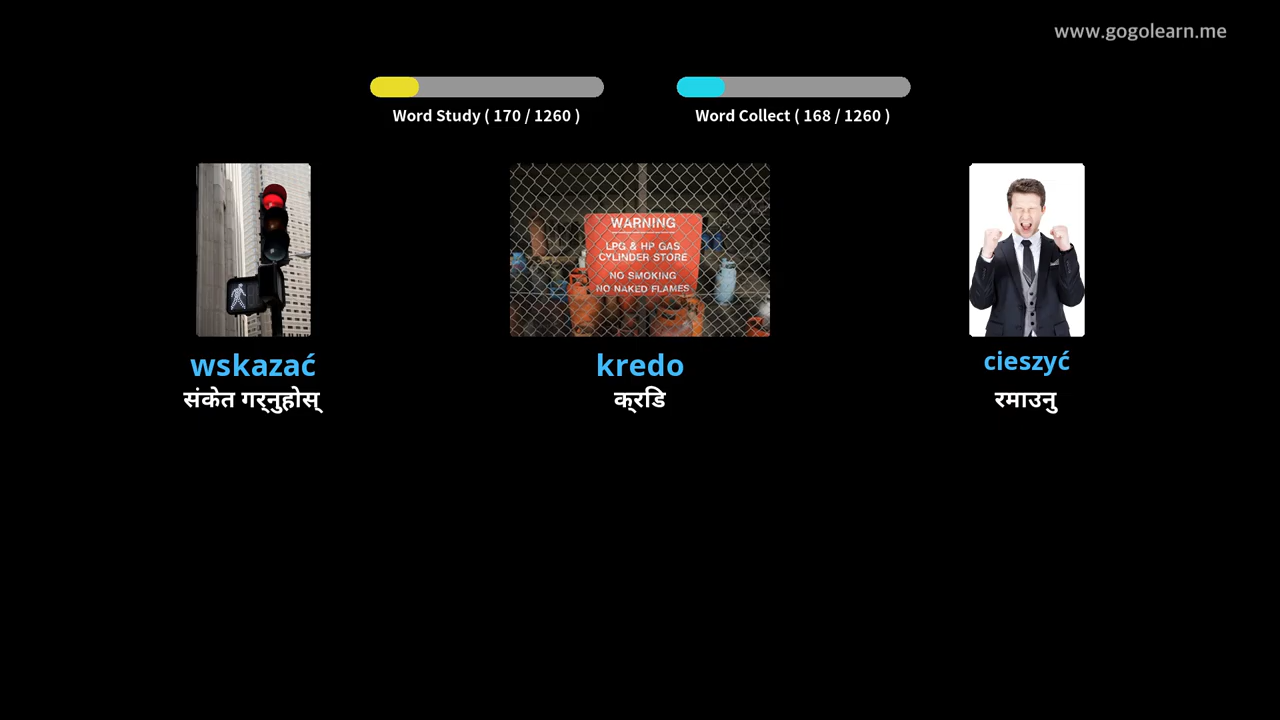 www.gogolearn.me
Word Study ( 170 / 1260 )
Word Collect ( 168 / 1260 )
WARNING
LPG & HP GAS
CYLINDER STORE
NO SMOKING
NO NAKED FLAMES
wskazać
kredo
cieszyć
संकेत गर्नुहोस्
क्रडि
रमाउनु